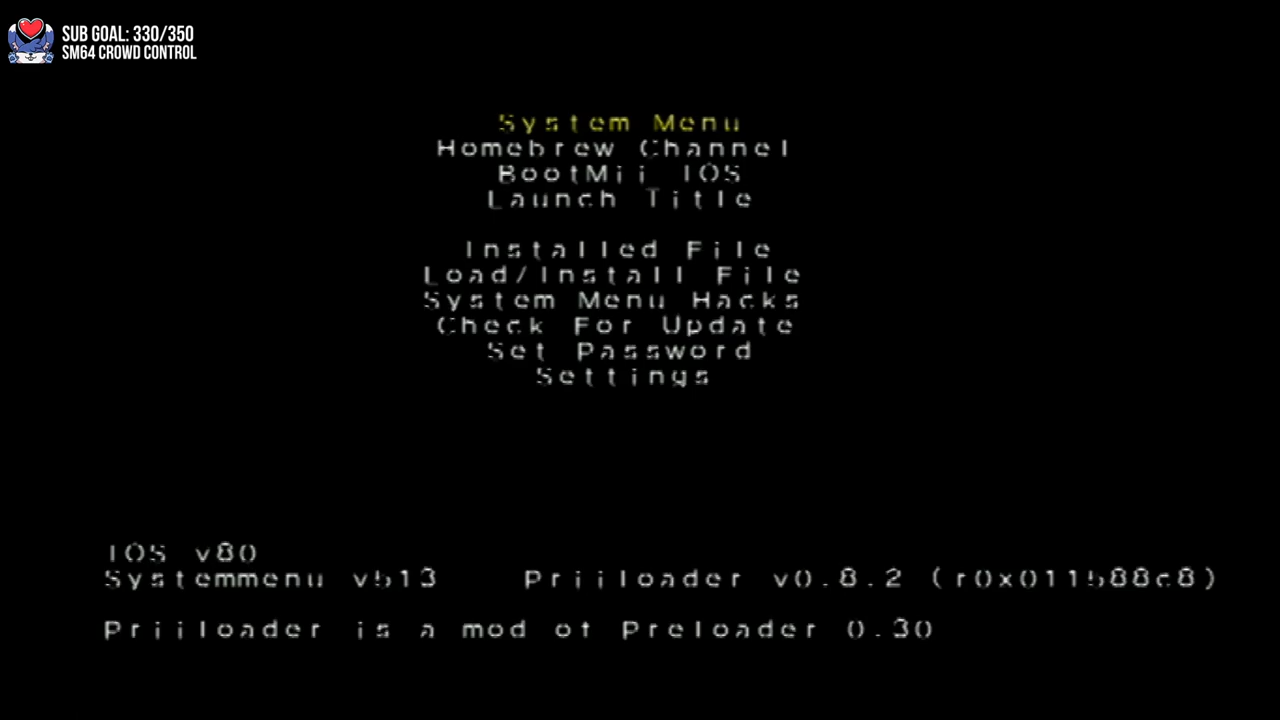 SUB GOAL: 330/350
SM64 CROWD CONTROL
System Menu
Homebrew Channel
BootMii IOS
Launch Title
Installed File
Load/Install File
System Menu Hacks
Check For Update
Set Password
Settings
IOS v80
Systemmenu v513
Priiloader v0.8.2 (r0x011b88c8)
Priiloader is a mod of Preloader 0.30